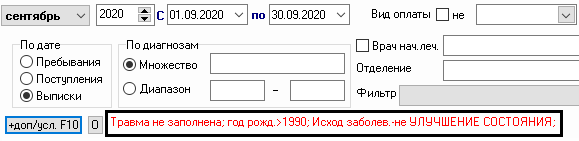 сентябрь 2020 С 01.09.2020 по 30.09.2020 Вид оплаты не
По дате По диагнозам Врач нач.леч.
Пребывания Множество
Поступления Отделение
Выписки Диапазон - Фильтр
+доп/усл. F10 0 Травма не заполнена; год рожд.>1990; Исход заболев.-не УЛУЧШЕНИЕ СОСТОЯНИЯ;